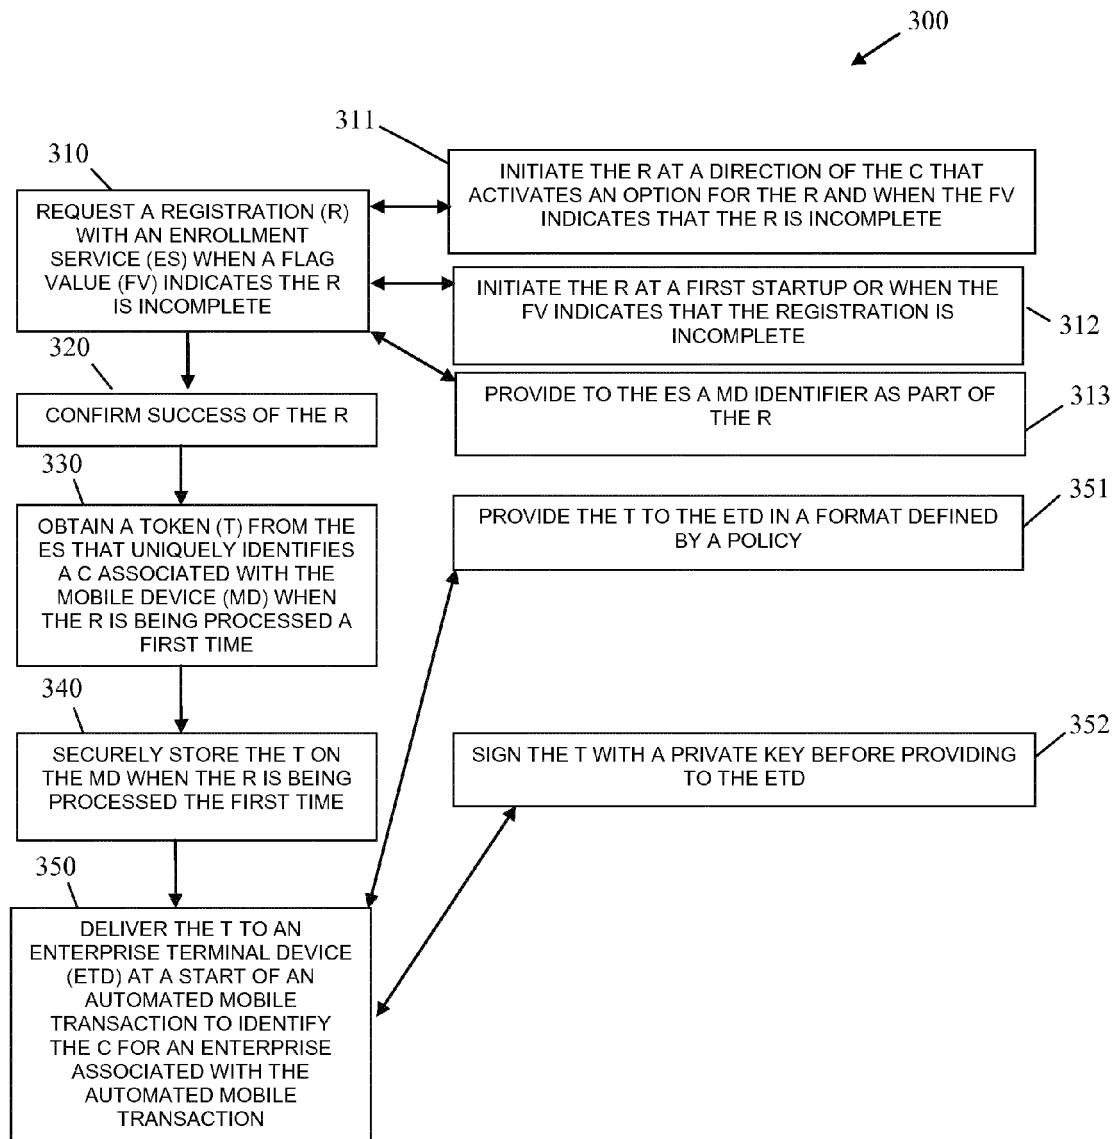 300
311
310
INITIATE THE R AT A DIRECTION OF THE C THAT
ACTIVATES AN OPTION FOR THE R AND WHEN THE FV
INDICATES THAT THE R IS INCOMPLETE
REQUEST A REGISTRATION (R)
WITH AN ENROLLMENT
SERVICE (ES) WHEN A FLAG
VALUE (FV) INDICATES THE R
IS INCOMPLETE
INITIATE THE R AT A FIRST STARTUP OR WHEN THE
FV INDICATES THAT THE REGISTRATION IS
INCOMPLETE
312
320
CONFIRM SUCCESS OF THE R
PROVIDE TO THE ES A MD IDENTIFIER AS PART OF
THE R
313
330
OBTAIN A TOKEN (T) FROM THE
ES THAT UNIQUELY IDENTIFIES
A C ASSOCIATED WITH THE
MOBILE DEVICE (MD) WHEN
THE R IS BEING PROCESSED A
FIRST TIME
351
PROVIDE THE T TO THE ETD IN A FORMAT DEFINED
BY A POLICY
340
SECURELY STORE THE T ON
THE MD WHEN THE R IS BEING
PROCESSED THE FIRST TIME
352
SIGN THE T WITH A PRIVATE KEY BEFORE PROVIDING
TO THE ETD
350
DELIVER THE T TO AN
ENTERPRISE TERMINAL DEVICE
(ETD) AT A START OF AN
AUTOMATED MOBILE
TRANSACTION TO IDENTIFY
THE C FOR AN ENTERPRISE
ASSOCIATED WITH THE
AUTOMATED MOBILE
TRANSACTION